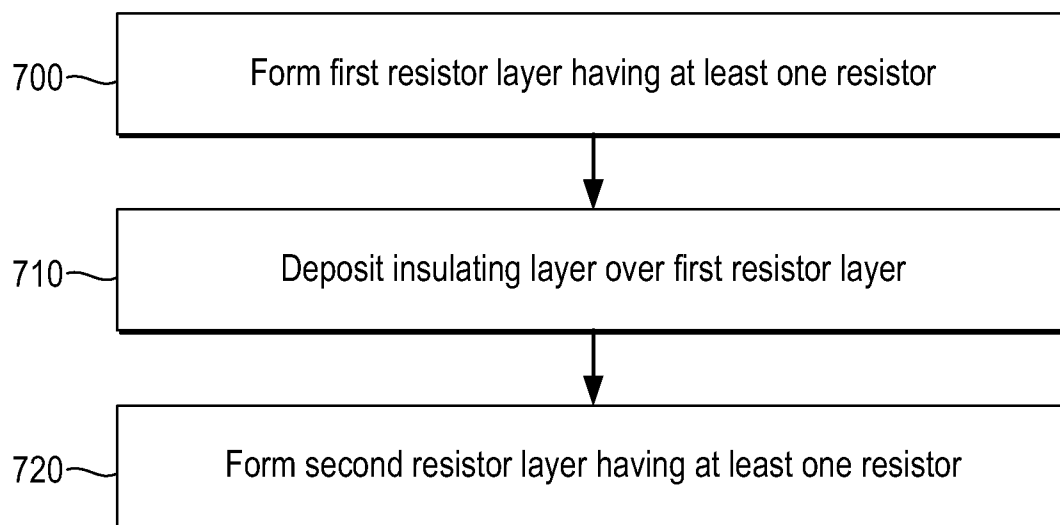 700 Form first resistor layer having at least one resistor
710 Deposit insulating layer over first resistor layer
720 Form second resistor layer having at least one resistor